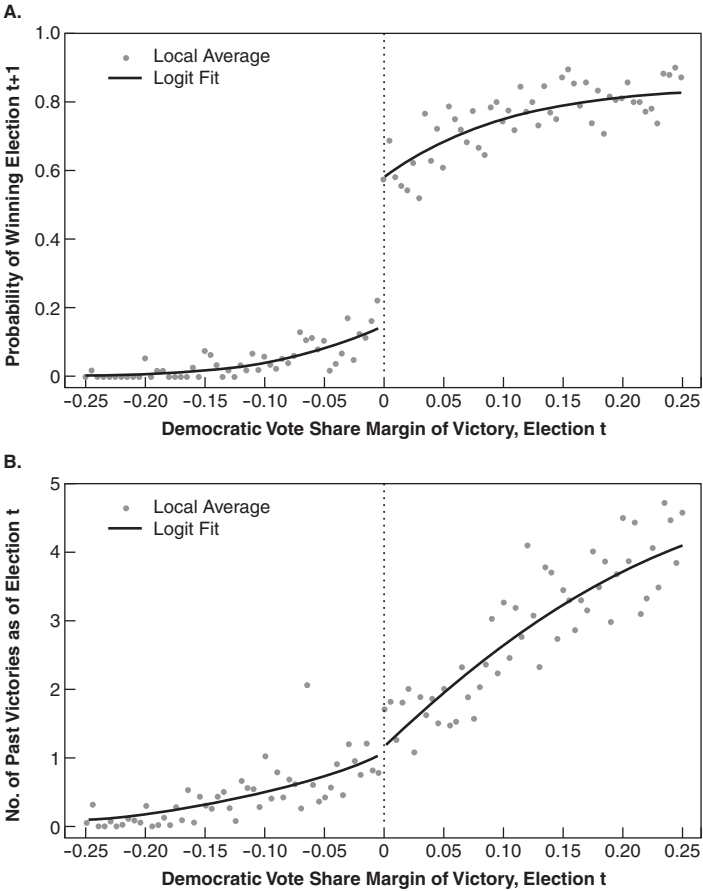 A.
1.0
0.8
0.6
0.4
0.2
0
Probability of Winning Election t+1
Local Average
Logit Fit
−0.25 −0.20 −0.15 −0.10 −0.05 0 0.05 0.10 0.15 0.20 0.25
Democratic Vote Share Margin of Victory, Election t
B.
5
4
3
2
1
0
No. of Past Victories as of Election t
Local Average
Logit Fit
−0.25 −0.20 −0.15 −0.10 −0.05 0 0.05 0.10 0.15 0.20 0.25
Democratic Vote Share Margin of Victory, Election t